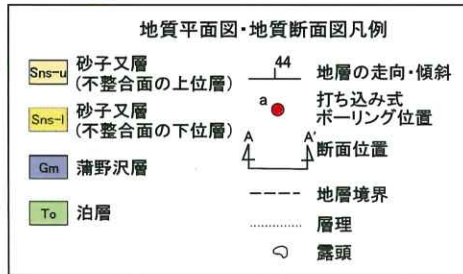 地質平面図・地質断面図凡例
Sns-u 砂子又層
(不整合面の上位層)
Sns-l 砂子又層
(不整合面の下位層)
Gm 蒲野沢層
To 泊層
44 地層の走向・傾斜
a 打ち込み式
ボーリング位置
A A' 断面位置
地層境界
層理
露頭